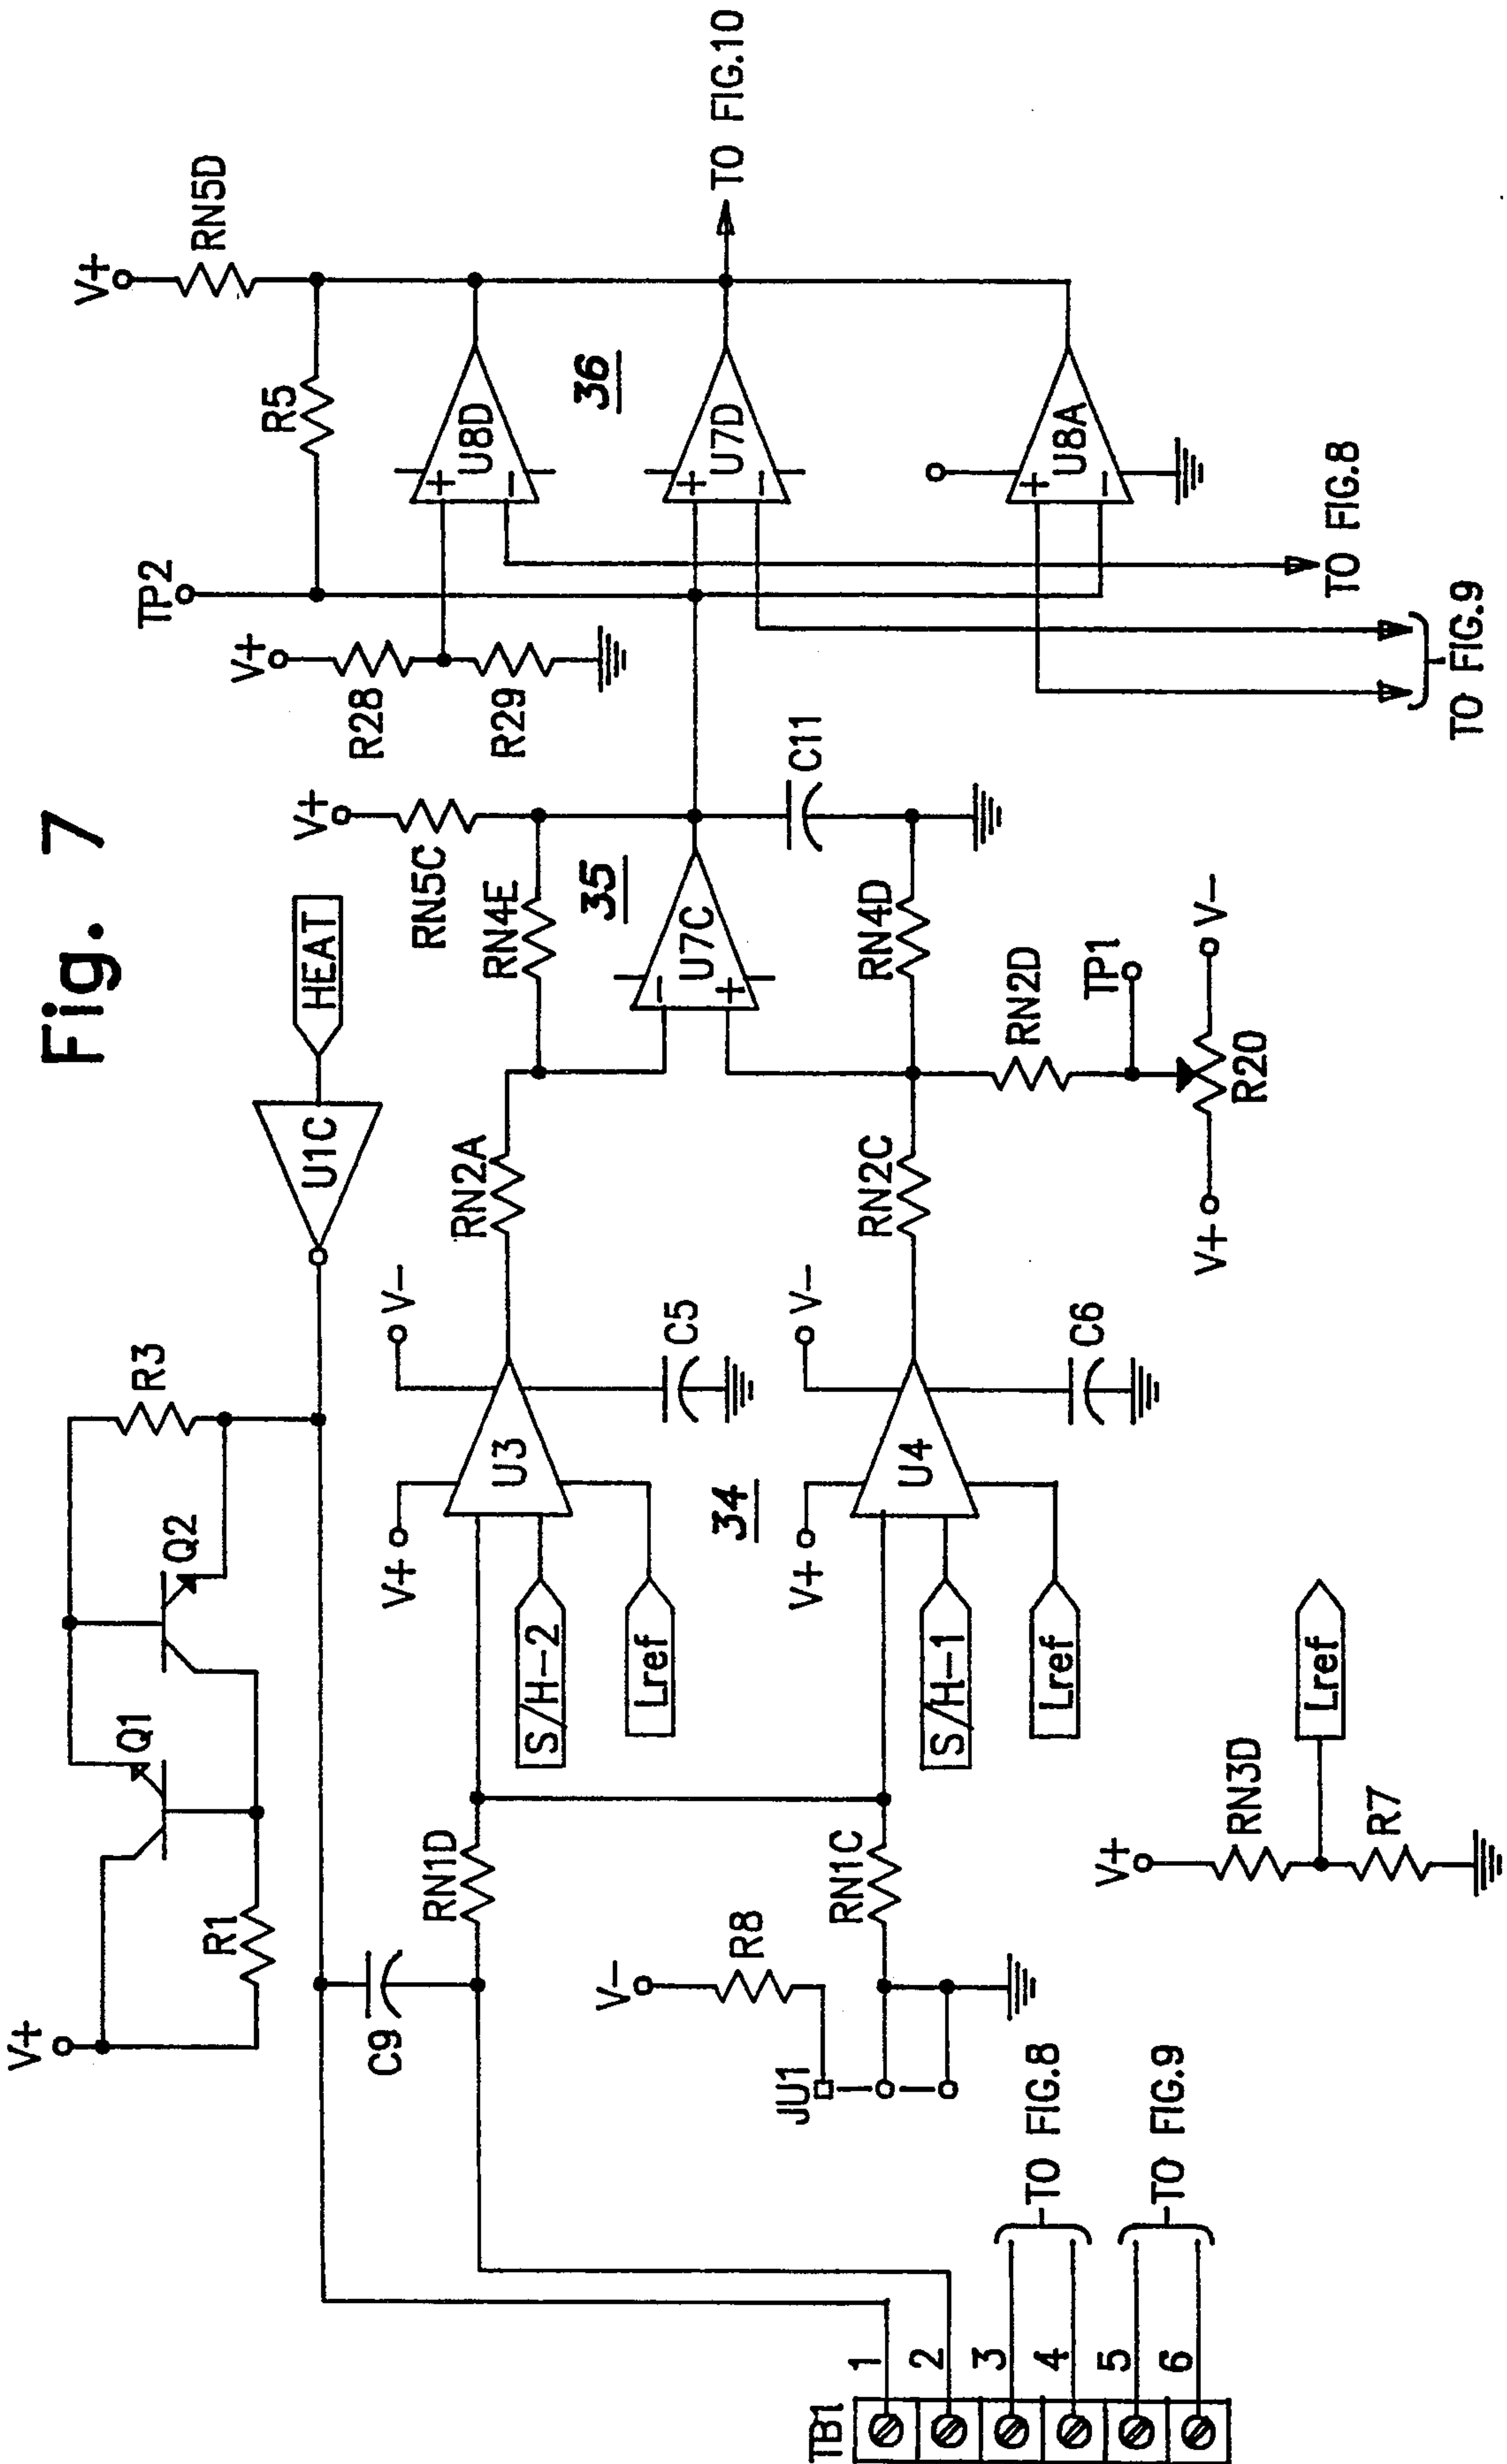 Fig. 7
V+
R1
Q1
Q2
R3
U1C
HEAT
C9
RN1D
V+
U3
V-
S/H-2
Lref
C5
RN2A
RN4E
RN5C
V+
35
U7C
C11
34
V-
R8
JU1
RN1C
V+
U4
V-
S/H-1
Lref
C6
RN2C
RN4D
RN2D
TP1
V+
R20
V-
V+
RN3D
R7
Lref
TB1
1
2
3
4
5
6
TO FIG.8
TO FIG.9
V+
R28
R29
TP2
R5
V+
RN5D
+
-
U8D
36
+
-
U7D
+
-
U8A
-
+
TO FIG.10
TO FIG.8
TO FIG.9